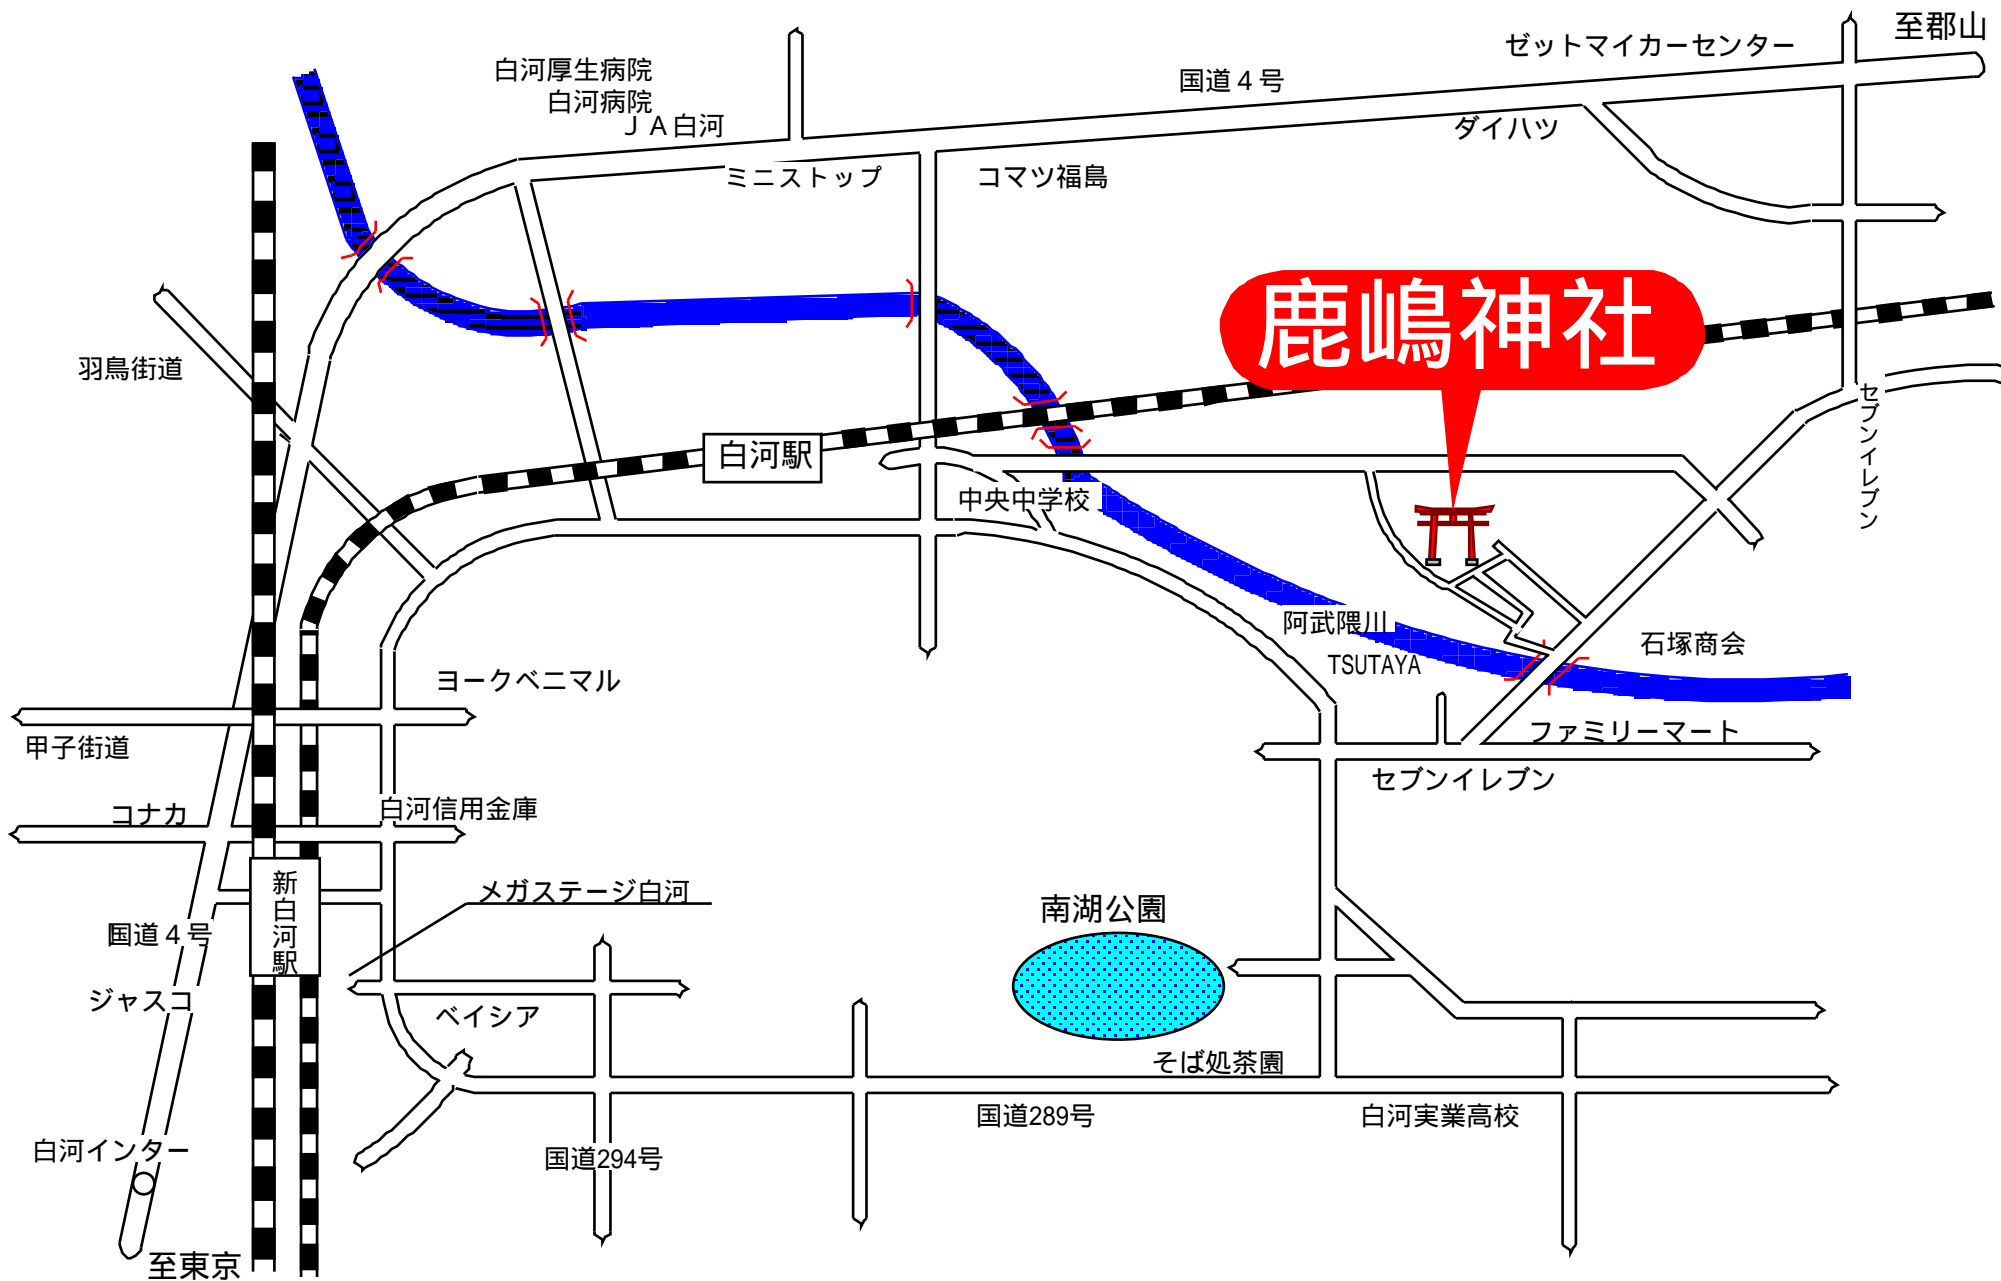 至郡山
ゼットマイカーセンター
白河厚生病院
白河病院
国道４号
ＪＡ白河
ダイハツ
ミニストップ
コマツ福島
鹿嶋神社
羽鳥街道
セブンイレブン
白河駅
中央中学校
阿武隈川
石塚商会
TSUTAYA
ヨークベニマル
ファミリーマート
甲子街道
セブンイレブン
コナカ
白河信用金庫
新白河駅
メガステージ白河
南湖公園
国道４号
ジャスコ
ベイシア
そば処茶園
国道289号
白河実業高校
白河インター
国道294号
至東京